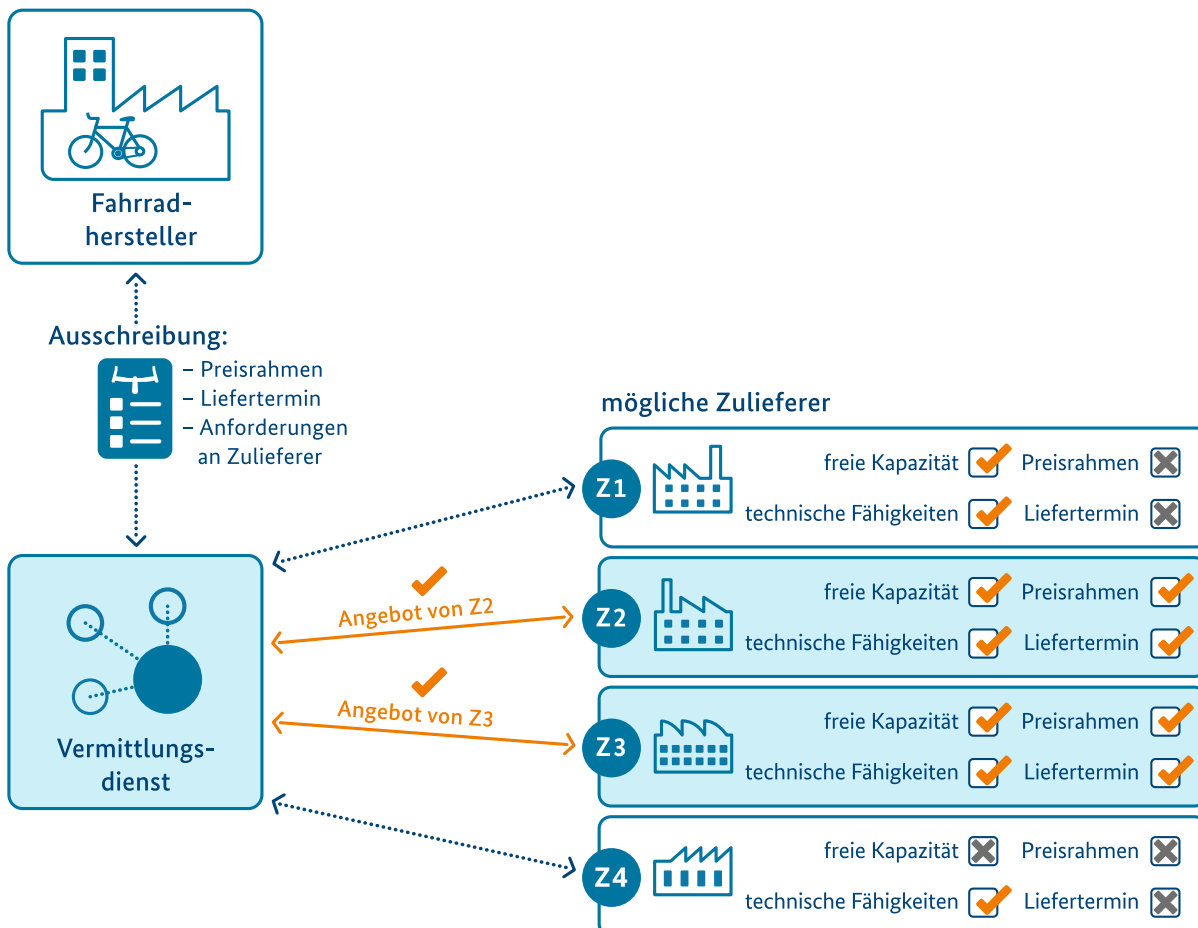 Fahrrad-
hersteller
Ausschreibung:
– Preisrahmen
– Liefertermin
– Anforderungen
an Zulieferer
mögliche Zulieferer
Z1
freie Kapazität Preisrahmen
technische Fähigkeiten Liefertermin
Angebot von Z2
Z2
freie Kapazität Preisrahmen
technische Fähigkeiten Liefertermin
Angebot von Z3
Z3
freie Kapazität Preisrahmen
technische Fähigkeiten Liefertermin
Vermittlungs-
dienst
Z4
freie Kapazität Preisrahmen
technische Fähigkeiten Liefertermin